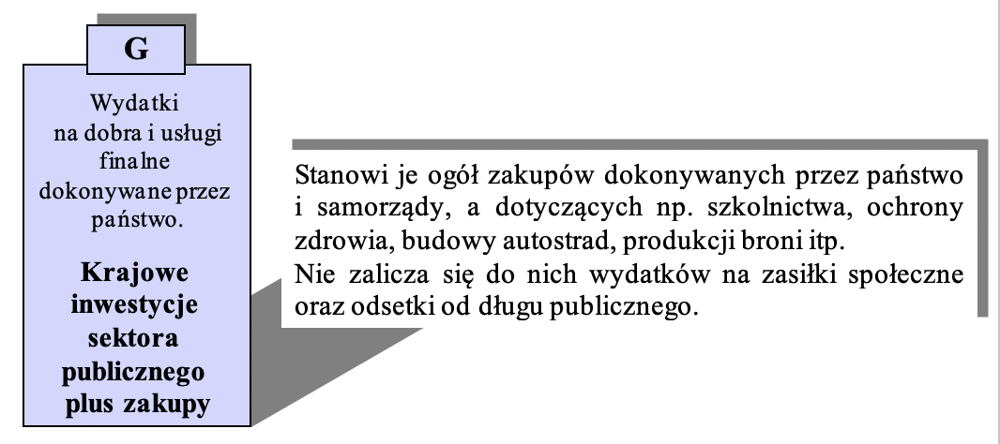 G
Wydatki
na dobra i usługi
finalne
dokonywane przez
państwo.
Krajowe
inwestycje
sektora
publicznego
plus zakupy
Stanowi je ogół zakupów dokonywanych przez państwo
i samorządy, a dotyczących np. szkolnictwa, ochrony
zdrowia, budowy autostrad, produkcji broni itp.
Nie zalicza się do nich wydatków na zasiłki społeczne
oraz odsetki od długu publicznego.